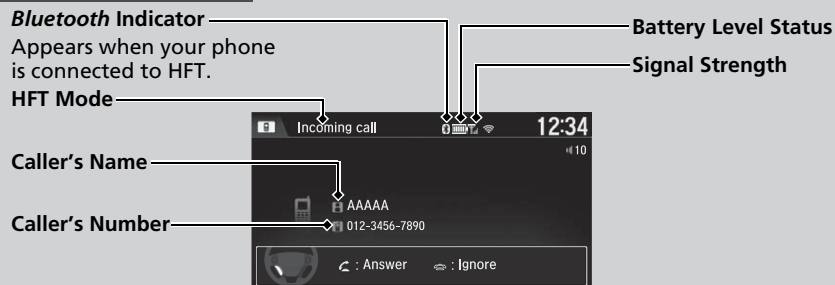 Bluetooth Indicator
Appears when your phone
is connected to HFT.
HFT Mode
Caller's Name
Caller's Number
Battery Level Status
Signal Strength
Incoming call
12:34
10
AAAAA
012-3456-7890
: Answer
: Ignore